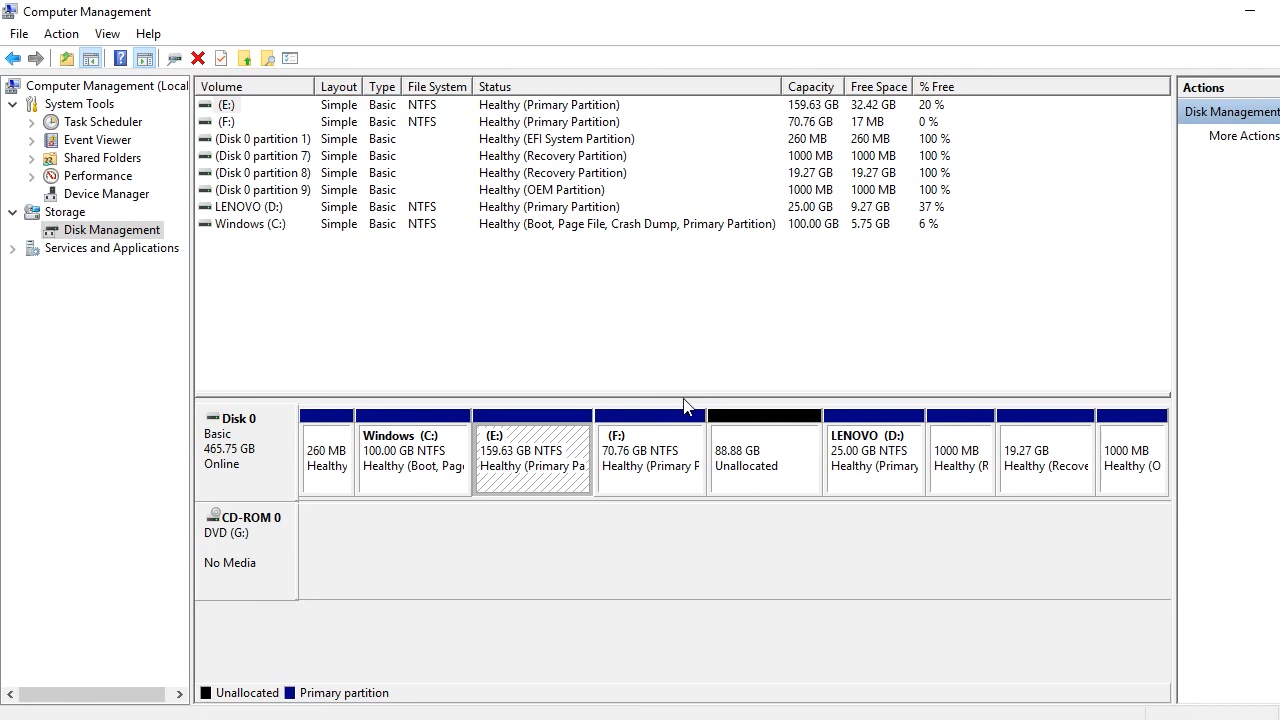 Computer Management
File Action View Help
Computer Management (Local
System Tools
Task Scheduler
Event Viewer
Shared Folders
Performance
Device Manager
Storage
Disk Management
Services and Applications
Volume Layout Type File System Status Capacity Free Space % Free
(E:) Simple Basic NTFS Healthy (Primary Partition) 159.63 GB 32.42 GB 20 %
(F:) Simple Basic NTFS Healthy (Primary Partition) 70.76 GB 17 MB 0 %
(Disk 0 partition 1) Simple Basic Healthy (EFI System Partition) 260 MB 260 MB 100 %
(Disk 0 partition 7) Simple Basic Healthy (Recovery Partition) 1000 MB 1000 MB 100 %
(Disk 0 partition 8) Simple Basic Healthy (Recovery Partition) 19.27 GB 19.27 GB 100 %
(Disk 0 partition 9) Simple Basic Healthy (OEM Partition) 1000 MB 1000 MB 100 %
LENOVO (D:) Simple Basic NTFS Healthy (Primary Partition) 25.00 GB 9.27 GB 37 %
Windows (C:) Simple Basic NTFS Healthy (Boot, Page File, Crash Dump, Primary Partition) 100.00 GB 5.75 GB 6 %
Disk 0
Basic
465.75 GB
Online
260 MB
Healthy
Windows (C:)
100.00 GB NTFS
Healthy (Boot, Pag
(E:)
159.63 GB NTFS
Healthy (Primary Pa
(F:)
70.76 GB NTFS
Healthy (Primary P
88.88 GB
Unallocated
LENOVO (D:)
25.00 GB NTFS
Healthy (Primary
1000 MB
Healthy (R
19.27 GB
Healthy (Recove
1000 MB
Healthy (O
CD-ROM 0
DVD (G:)
No Media
Unallocated Primary partition
Actions
Disk Management
More Actions